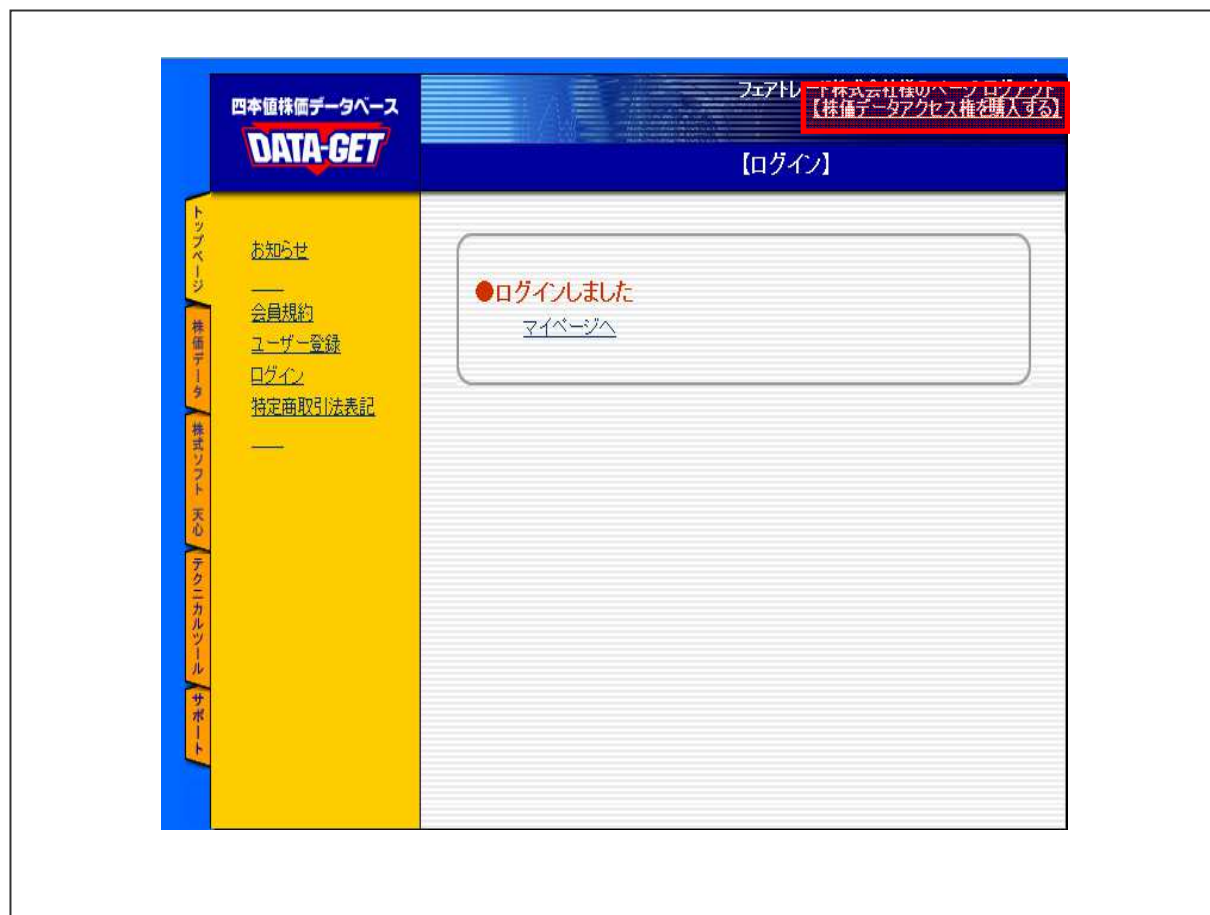 四本値株価データベース
DATA-GET
フェアトレード株式会社様のページ ログアウト
【株価データアクセス権を購入する】
【ログイン】
トップページ
株価データ
株式ソフト 天心
テクニカルツール
サポート
お知らせ
会員規約
ユーザー登録
ログイン
特定商取引法表記
●ログインしました
マイページへ